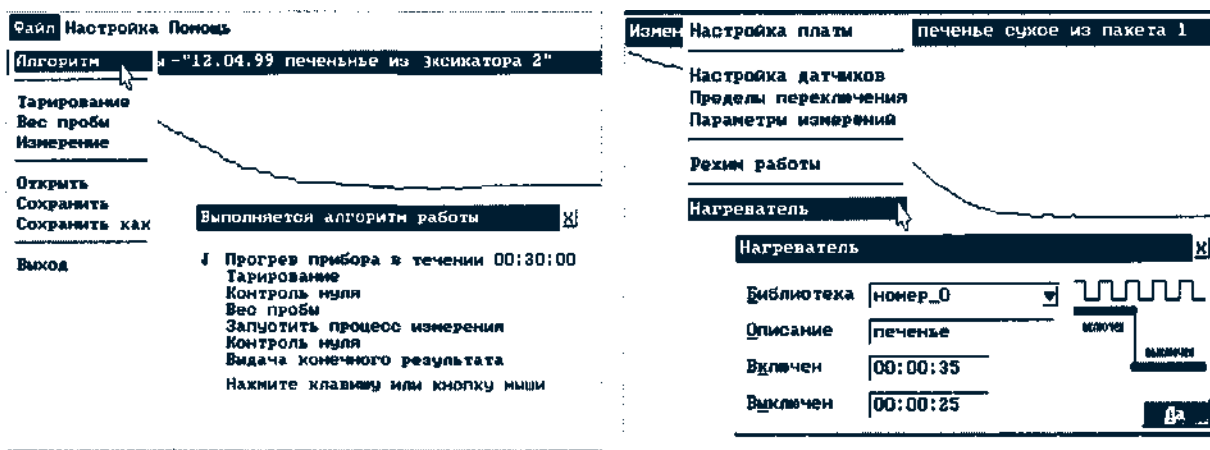 Файл Настройка Помощь
Алгоритм
ы -"12.04.99 печеньнье из эксикатора 2"
Тарирование
Вес пробы
Измерение
Открыть
Сохранить
Сохранить как
Выход
Выполняется алгоритм работы
X
√ Прогрев прибора в течении 00:30:00
Тарирование
Контроль нуля
Вес пробы
Запустить процесс измерения
Контроль нуля
Выдача конечного результата
Нажмите клавишу или кнопку мыши
Измен Настройка платы печенье сухое из пакета 1
Настройка датчиков
Пределы переключения
Параметры измерений
Режим работы
Нагреватель
Нагреватель
X
Библиотека номер_0
Описание печенье
Включен 00:00:35
Выключен 00:00:25
включен
выключен
Да